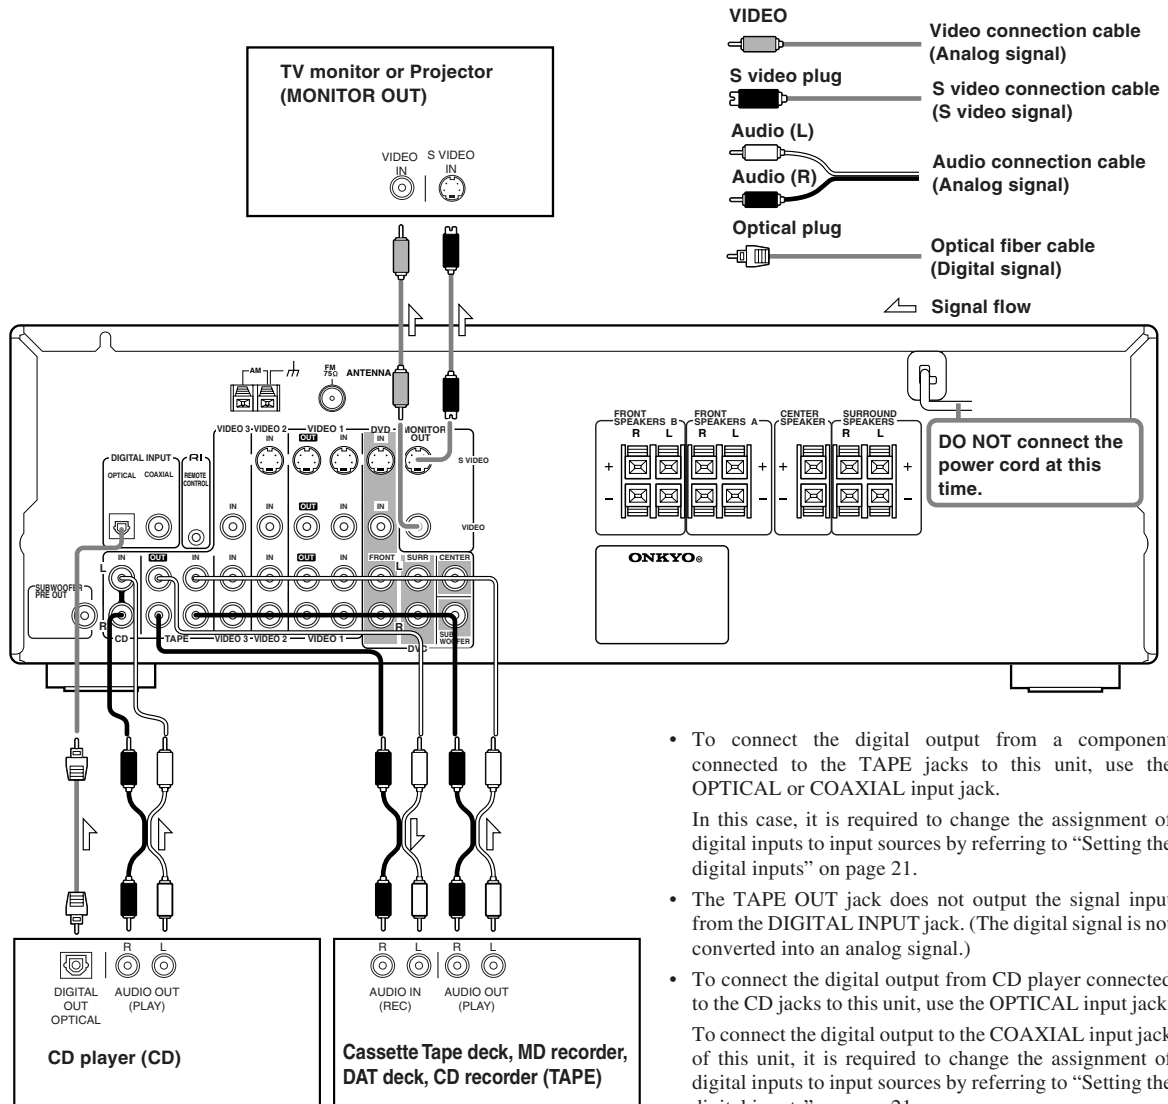 VIDEO
Video connection cable
(Analog signal)
S video plug
S video connection cable
(S video signal)
Audio (L)
Audio (R)
Audio connection cable
(Analog signal)
Optical plug
Optical fiber cable
(Digital signal)
Signal flow
TV monitor or Projector
(MONITOR OUT)
VIDEO
IN
S VIDEO
IN
AM
FM
75Ω
ANTENNA
VIDEO 3 VIDEO 2 VIDEO 1 DVD MONITOR
OUT
IN OUT IN IN
S VIDEO
DIGITAL INPUT
OPTICAL COAXIAL
RI
REMOTE
CONTROL
IN IN OUT IN IN
VIDEO
IN OUT IN IN IN OUT IN FRONT SURR CENTER
L L
SUBWOOFER
PRE OUT
R R
SUB
WOOFER
CD TAPE VIDEO 3 VIDEO 2 VIDEO 1
FRONT
SPEAKERS B
R L
FRONT
SPEAKERS A
R L
CENTER
SPEAKER
SURROUND
SPEAKERS
R L
+ + + +
– – – –
DO NOT connect the
power cord at this
time.
ONKYO®
R L
DIGITAL
OUT
OPTICAL
AUDIO OUT
(PLAY)
CD player (CD)
R L R L
AUDIO IN
(REC)
AUDIO OUT
(PLAY)
Cassette Tape deck, MD recorder,
DAT deck, CD recorder (TAPE)
• To connect the digital output from a component
connected to the TAPE jacks to this unit, use the
OPTICAL or COAXIAL input jack.
In this case, it is required to change the assignment of
digital inputs to input sources by referring to “Setting the
digital inputs” on page 21.
• The TAPE OUT jack does not output the signal input
from the DIGITAL INPUT jack. (The digital signal is not
converted into an analog signal.)
• To connect the digital output from CD player connected
to the CD jacks to this unit, use the OPTICAL input jack
To connect the digital output to the COAXIAL input jack
of this unit, it is required to change the assignment of
digital inputs to input sources by referring to “Setting the